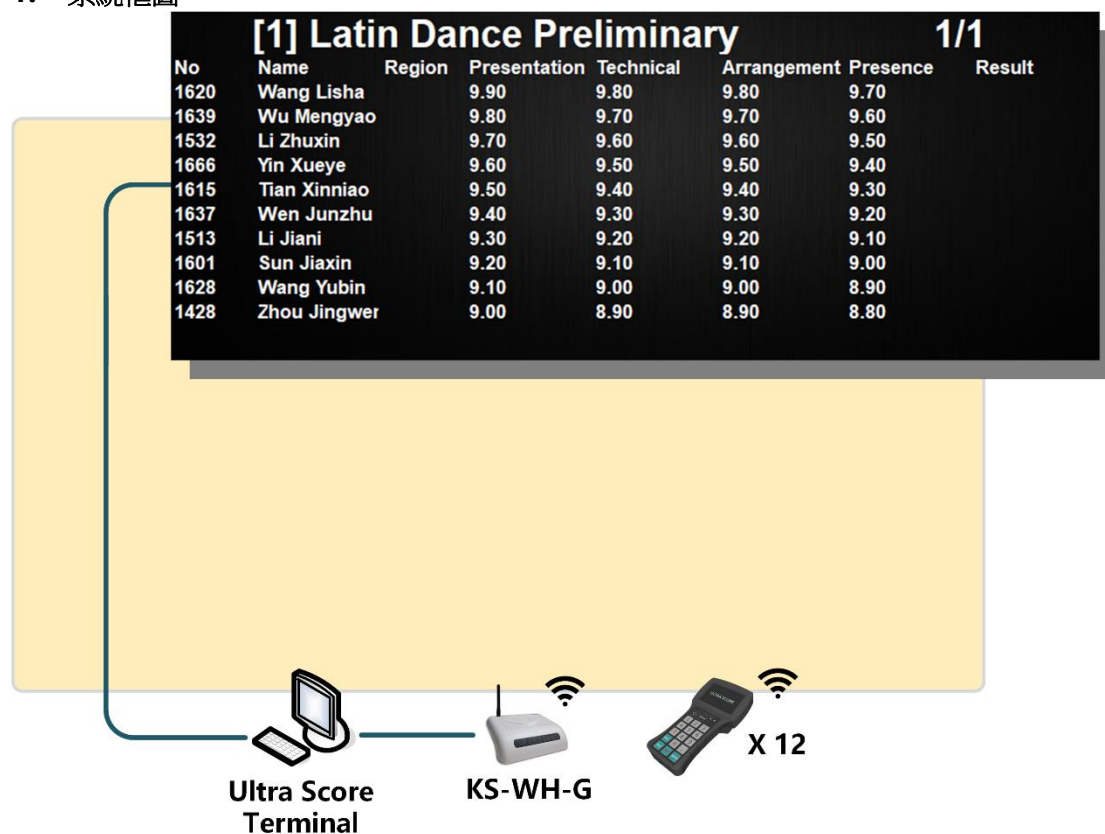 [1] Latin Dance Preliminary 1/1
No Name Region Presentation Technical Arrangement Presence Result
1620 Wang Lisha 9.90 9.80 9.80 9.70
1639 Wu Mengyao 9.80 9.70 9.70 9.60
1532 Li Zhuxin 9.70 9.60 9.60 9.50
1666 Yin Xueye 9.60 9.50 9.50 9.40
1615 Tian Xinniao 9.50 9.40 9.40 9.30
1637 Wen Junzhu 9.40 9.30 9.30 9.20
1513 Li Jiani 9.30 9.20 9.20 9.10
1601 Sun Jiaxin 9.20 9.10 9.10 9.00
1628 Wang Yubin 9.10 9.00 9.00 8.90
1428 Zhou Jingwer 9.00 8.90 8.90 8.80
X 12
Ultra Score
Terminal
KS-WH-G